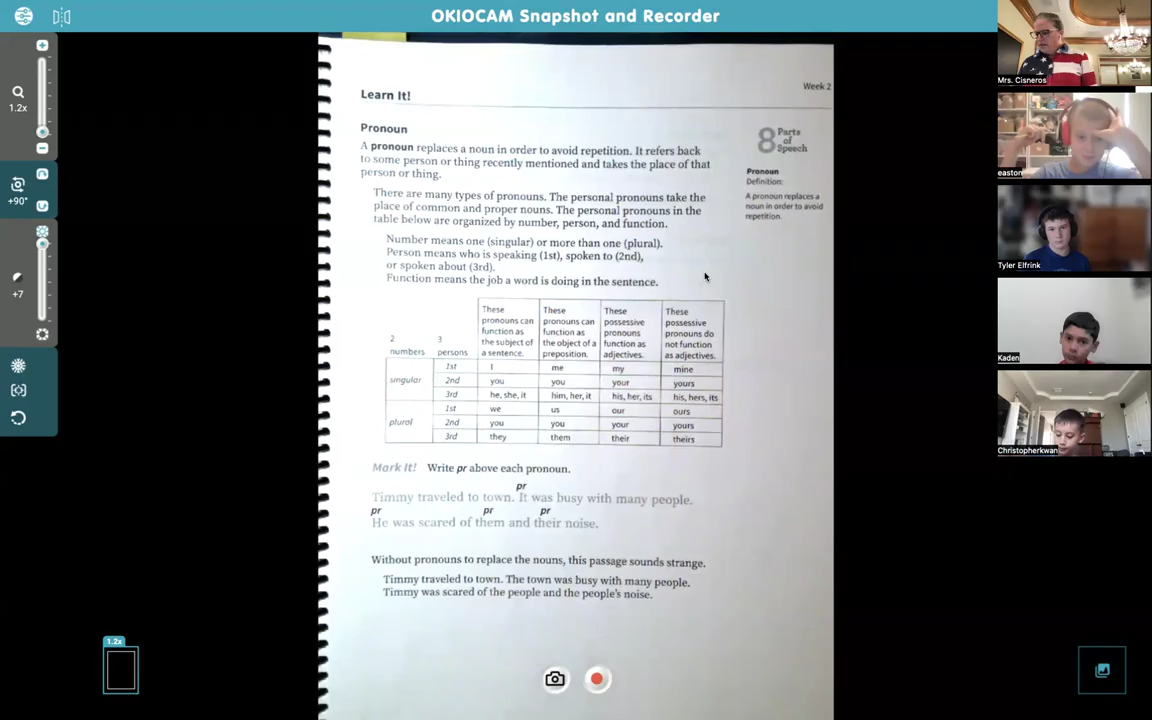 OKIOCAM Snapshot and Recorder
1.2x
+90°
+7
1.2x
Week 2
Learn It!
Pronoun
A pronoun replaces a noun in order to avoid repetition. It refers back
to some person or thing recently mentioned and takes the place of that
person or thing.
8 Parts of Speech
Pronoun
Definition:
A pronoun replaces a
noun in order to avoid
repetition.
There are many types of pronouns. The personal pronouns take the
place of common and proper nouns. The personal pronouns in the
table below are organized by number, person, and function.
Number means one (singular) or more than one (plural).
Person means who is speaking (1st), spoken to (2nd),
or spoken about (3rd).
Function means the job a word is doing in the sentence.
2 numbers 3 persons These pronouns can function as the subject of a sentence. These pronouns can function as the object of a preposition. These possessive pronouns function as adjectives. These possessive pronouns do not function as adjectives.
singular 1st I me my mine
2nd you you your yours
3rd he, she, it him, her, it his, her, its his, hers, its
plural 1st we us our ours
2nd you you your yours
3rd they them their theirs
Mark It! Write pr above each pronoun.
pr
Timmy traveled to town. It was busy with many people.
pr pr pr
He was scared of them and their noise.
Without pronouns to replace the nouns, this passage sounds strange.
Timmy traveled to town. The town was busy with many people.
Timmy was scared of the people and the people's noise.
Mrs. Cisneros
easton
Tyler Elfrink
Kaden
Christopherkwan